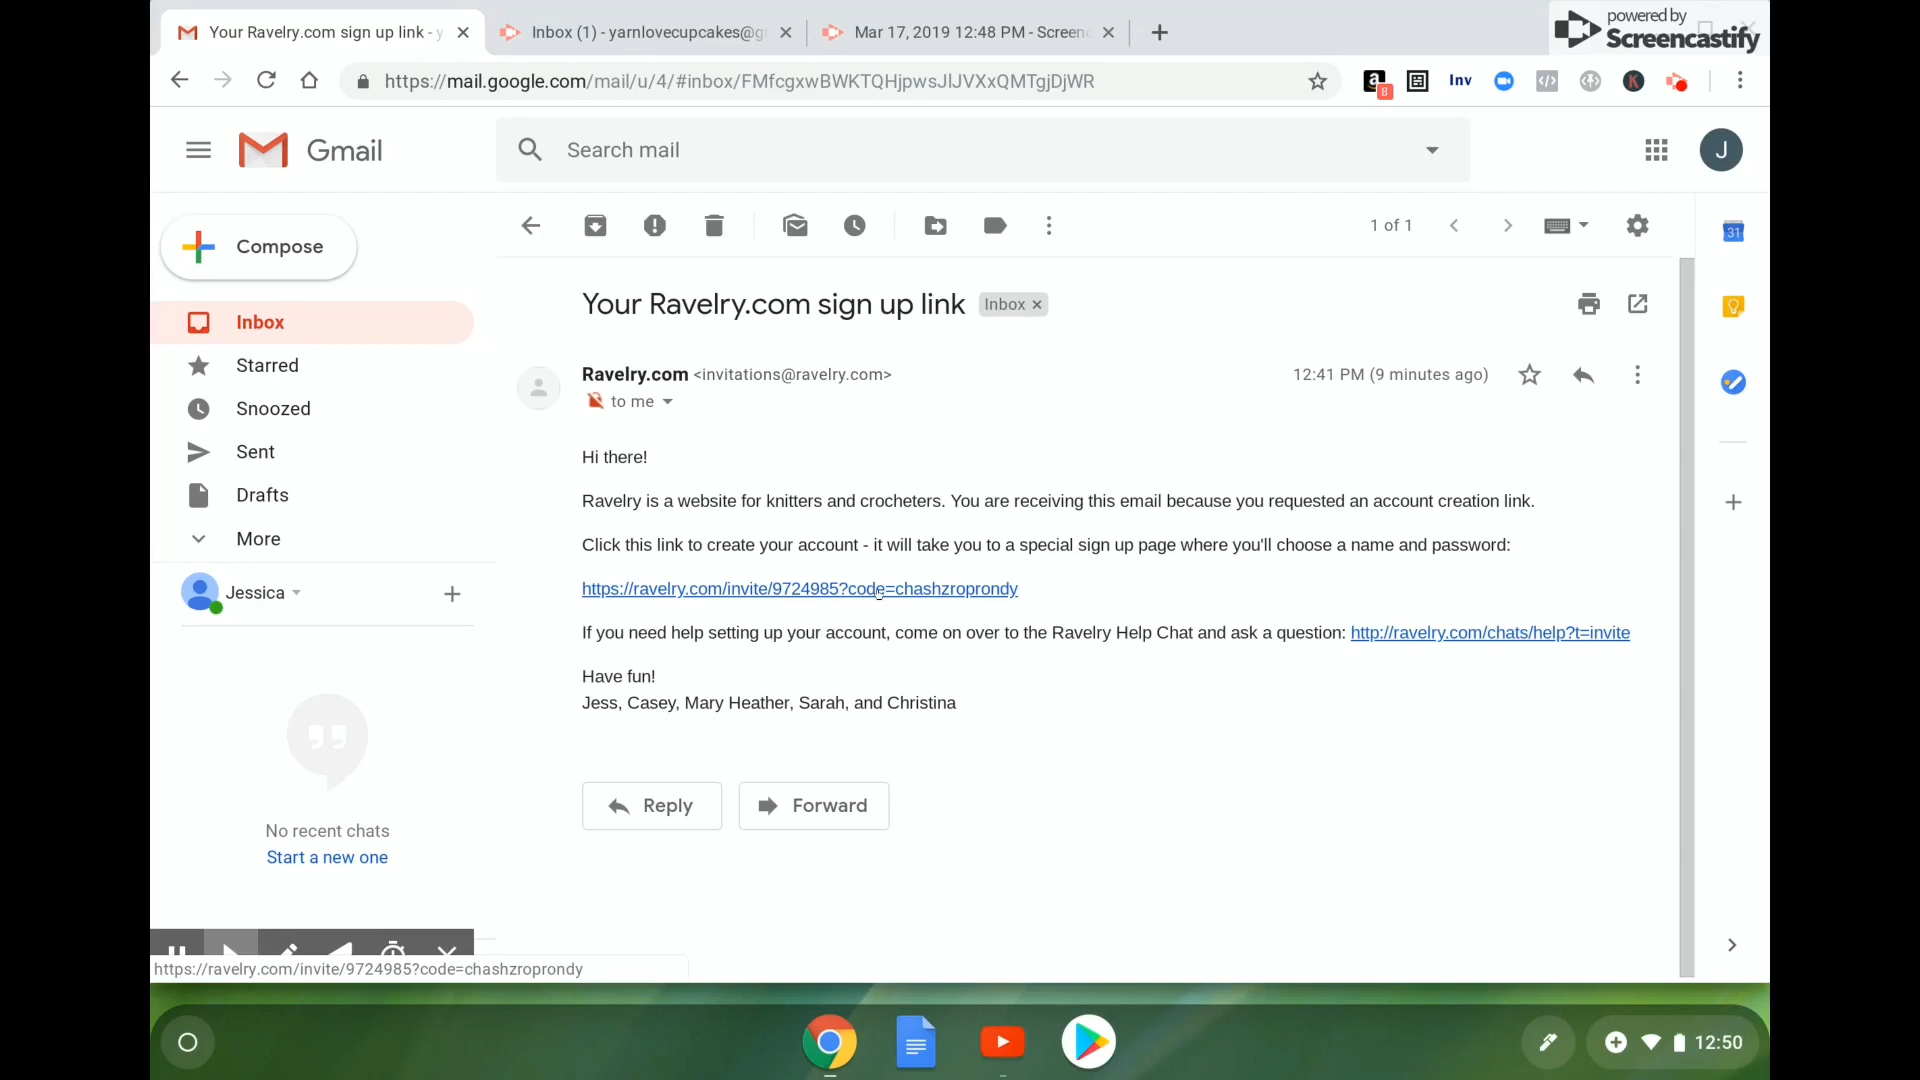 Your Ravelry.com sign up link - y
Inbox (1) - yarnlovecupcakes@g
Mar 17, 2019 12:48 PM - Screen
powered by
Screencastify
https://mail.google.com/mail/u/4/#inbox/FMfcgxwBWKTQHjpwsJlJVXxQMTgjDjWR
a
8
Inv
K
Gmail
Search mail
J
Compose
1 of 1
31
Your Ravelry.com sign up link
Inbox
Inbox
Starred
Snoozed
Sent
Drafts
More
Ravelry.com <invitations@ravelry.com>
12:41 PM (9 minutes ago)
to me
Hi there!
Ravelry is a website for knitters and crocheters. You are receiving this email because you requested an account creation link.
Click this link to create your account - it will take you to a special sign up page where you'll choose a name and password:
https://ravelry.com/invite/9724985?code=chashzroprondy
If you need help setting up your account, come on over to the Ravelry Help Chat and ask a question: http://ravelry.com/chats/help?t=invite
Have fun!
Jess, Casey, Mary Heather, Sarah, and Christina
Jessica
No recent chats
Start a new one
Reply
Forward
https://ravelry.com/invite/9724985?code=chashzroprondy
12:50